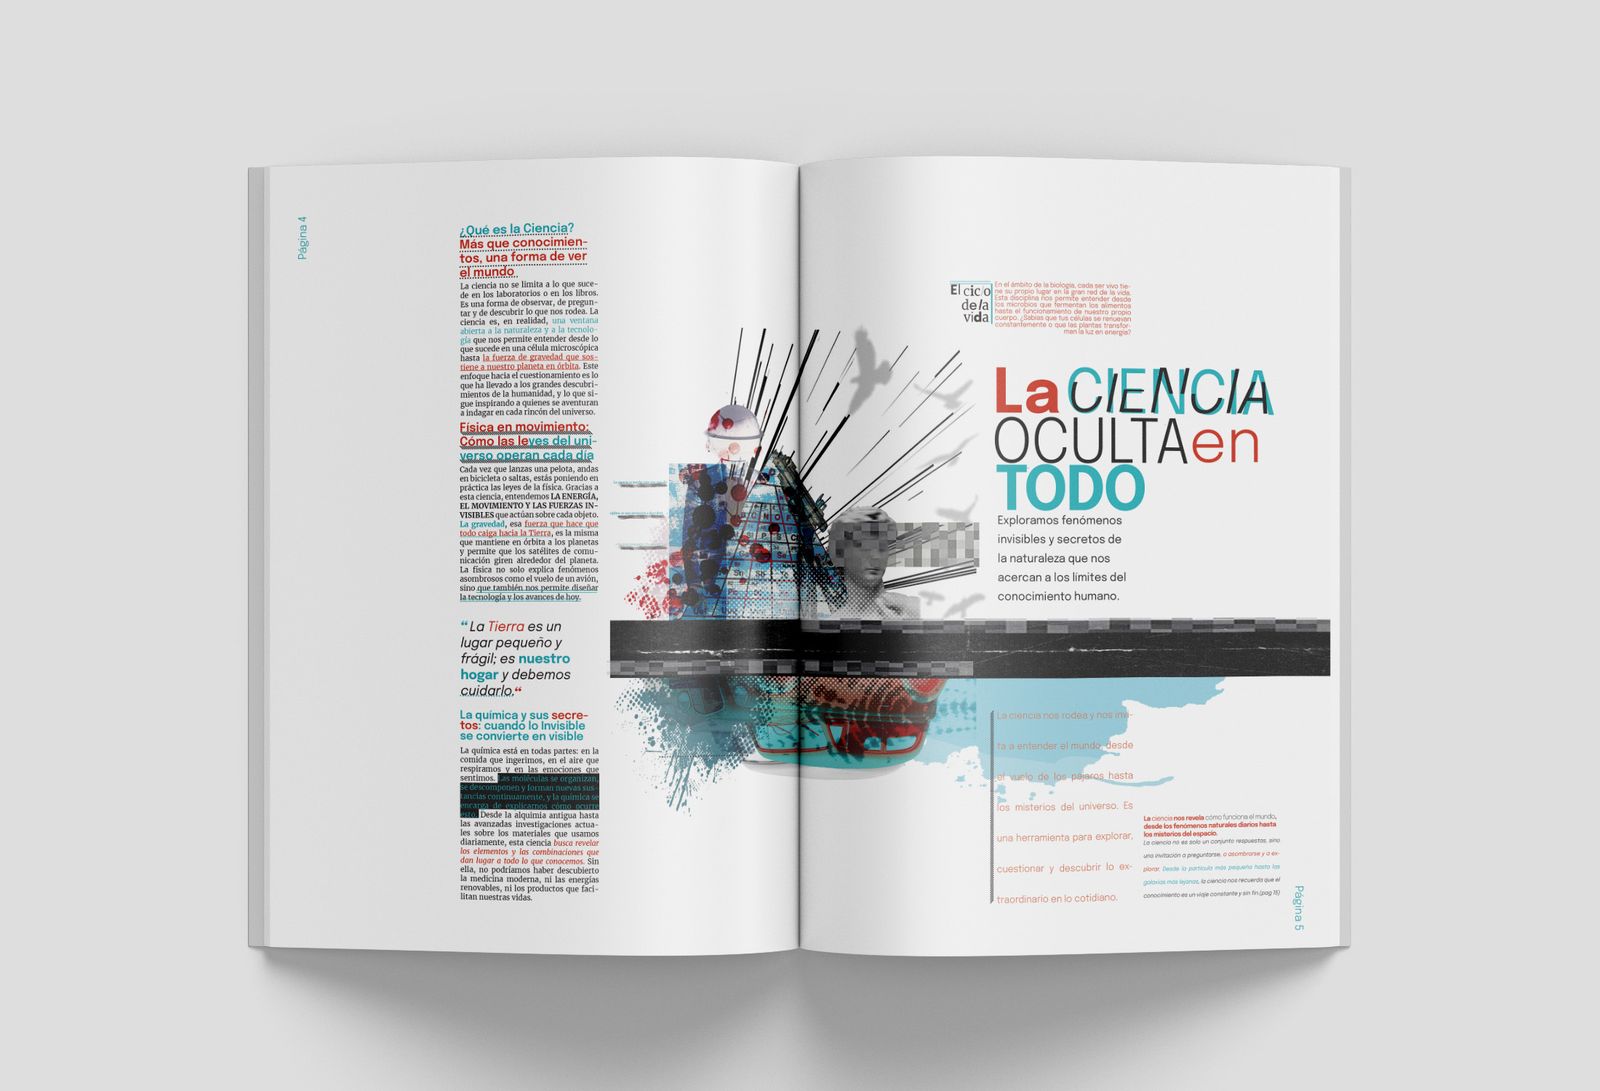 Página 4
¿Qué es la Ciencia?
Más que conocimien-
tos, una forma de ver
el mundo
La ciencia no se limita a lo que suce-
de en los laboratorios o en los libros.
Es una forma de observar, de pregun-
tar y de descubrir lo que nos rodea. La
ciencia es, en realidad, una ventana
abierta a la naturaleza y a la tecnolo-
gía que nos permite entender desde lo
que sucede en una célula microscópica
hasta la fuerza de gravedad que sos-
tiene a nuestro planeta en órbita. Este
enfoque hacia el cuestionamiento es lo
que ha llevado a los grandes descubri-
mientos de la humanidad, y lo que si-
gue inspirando a quienes se aventuran
a indagar en cada rincón del universo.
Física en movimiento:
Cómo las leyes del uni-
verso operan cada día
Cada vez que lanzas una pelota, andas
en bicicleta o saltas, estás poniendo en
práctica las leyes de la física. Gracias a
esta ciencia, entendemos LA ENERGÍA,
EL MOVIMIENTO Y LAS FUERZAS IN-
VISIBLES que actúan sobre cada objeto.
La gravedad, esa fuerza que hace que
todo caiga hacia la Tierra, es la misma
que mantiene en órbita a los planetas
y permite que los satélites de comu-
nicación giren alrededor del planeta.
La física no solo explica fenómenos
asombrosos como el vuelo de un avión,
sino que también nos permite diseñar
la tecnología y los avances de hoy.
“La Tierra es un
lugar pequeño y
frágil; es nuestro
hogar y debemos
cuidarlo.“
La química y sus secre-
tos: cuando lo Invisible
se convierte en visible
La química está en todas partes: en la
comida que ingerimos, en el aire que
respiramos y en las emociones que
sentimos. Las moléculas se organizan,
se descomponen y forman nuevas sus-
tancias continuamente, y la química se
encarga de explicarnos cómo ocurre
esto. Desde la alquimia antigua hasta
las avanzadas investigaciones actua-
les sobre los materiales que usamos
diariamente, esta ciencia busca revelar
los elementos y las combinaciones que
dan lugar a todo lo que conocemos. Sin
ella, no podríamos haber descubierto
la medicina moderna, ni las energías
renovables, ni los productos que faci-
litan nuestras vidas.
El ciclo
de la
vida
En el ámbito de la biología, cada ser vivo tie-
ne su propio lugar en la gran red de la vida.
Esta disciplina nos permite entender desde
los microbios que fermentan los alimentos
hasta el funcionamiento de nuestro propio
cuerpo. ¿Sabías que tus células se renuevan
constantemente o que las plantas transfor-
man la luz en energía?
La CIENCIA
OCULTA en
TODO
Exploramos fenómenos
invisibles y secretos de
la naturaleza que nos
acercan a los límites del
conocimiento humano.
La ciencia nos rodea y nos invi-
ta a entender el mundo, desde
el vuelo de los pájaros hasta
los misterios del universo. Es
una herramienta para explorar,
cuestionar y descubrir lo ex-
traordinario en lo cotidiano.
La ciencia nos revela cómo funciona el mundo,
desde los fenómenos naturales diarios hasta
los misterios del espacio.
La ciencia no es solo un conjunto respuestas, sino
una invitación a preguntarse, a asombrarse y a ex-
plorar. Desde la partícula más pequeña hasta las
galaxias más lejanas, la ciencia nos recuerda que el
conocimiento es un viaje constante y sin fin.(pag 15)
Página 5